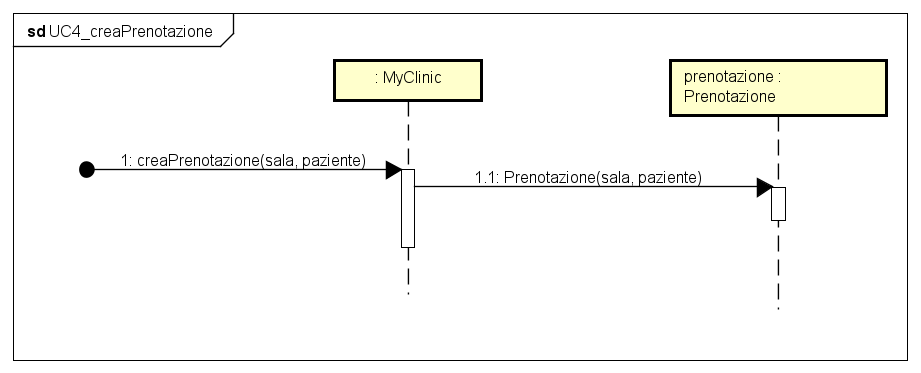 sd UC4_creaPrenotazione
: MyClinic
prenotazione :
Prenotazione
1: creaPrenotazione(sala, paziente)
1.1: Prenotazione(sala, paziente)